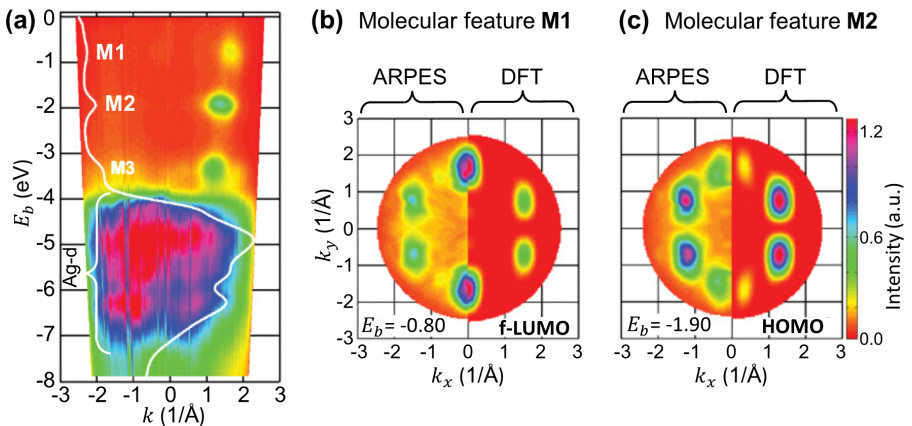 (a)
0
-1
-2
-3
-4
-5
-6
-7
-8
E_b (eV)
M1
M2
M3
Ag-d
-3 -2 -1 0 1 2 3
k (1/Å)
(b) Molecular feature M1
ARPES DFT
3
2
1
0
-1
-2
-3
k_y (1/Å)
E_b = -0.80 f-LUMO
-3 -2 -1 0 1 2 3
k_x (1/Å)
(c) Molecular feature M2
ARPES DFT
E_b = -1.90 HOMO
-2 -1 0 1 2 3
k_x (1/Å)
1.2
0.6
0.0
Intensity (a.u.)